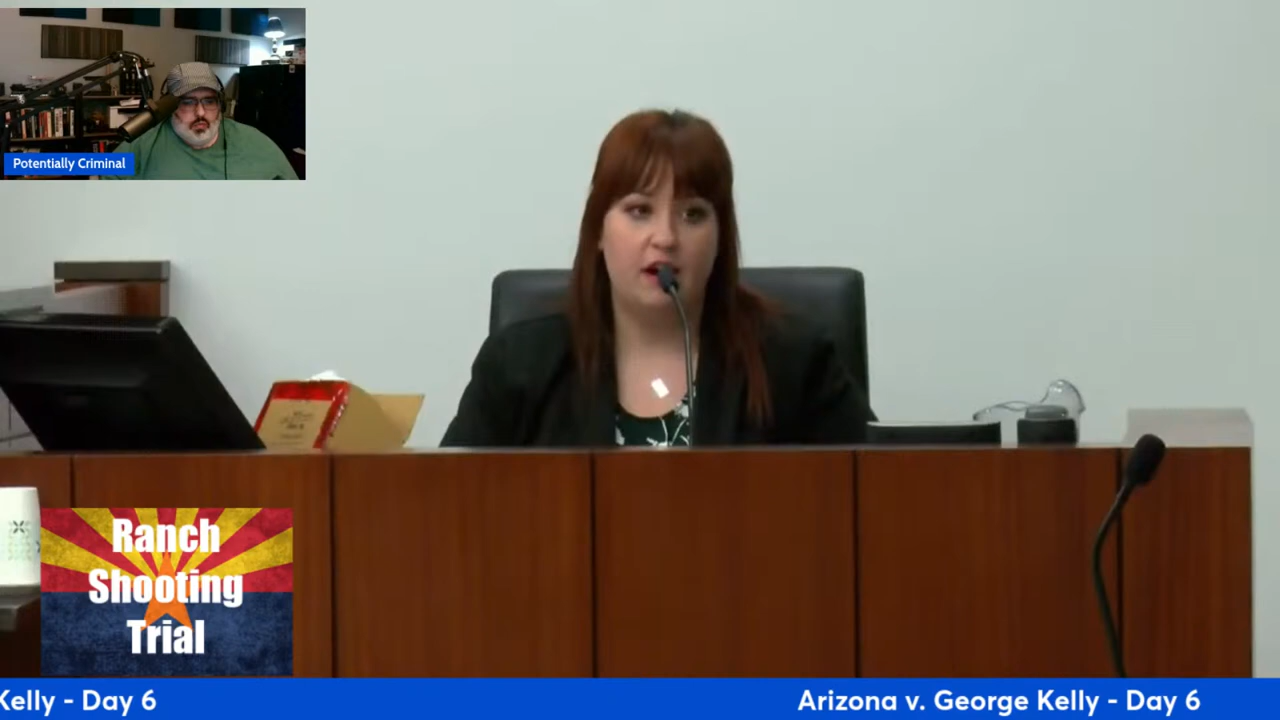 Potentially Criminal
Ranch
Shooting
Trial
Kelly - Day 6
Arizona v. George Kelly - Day 6